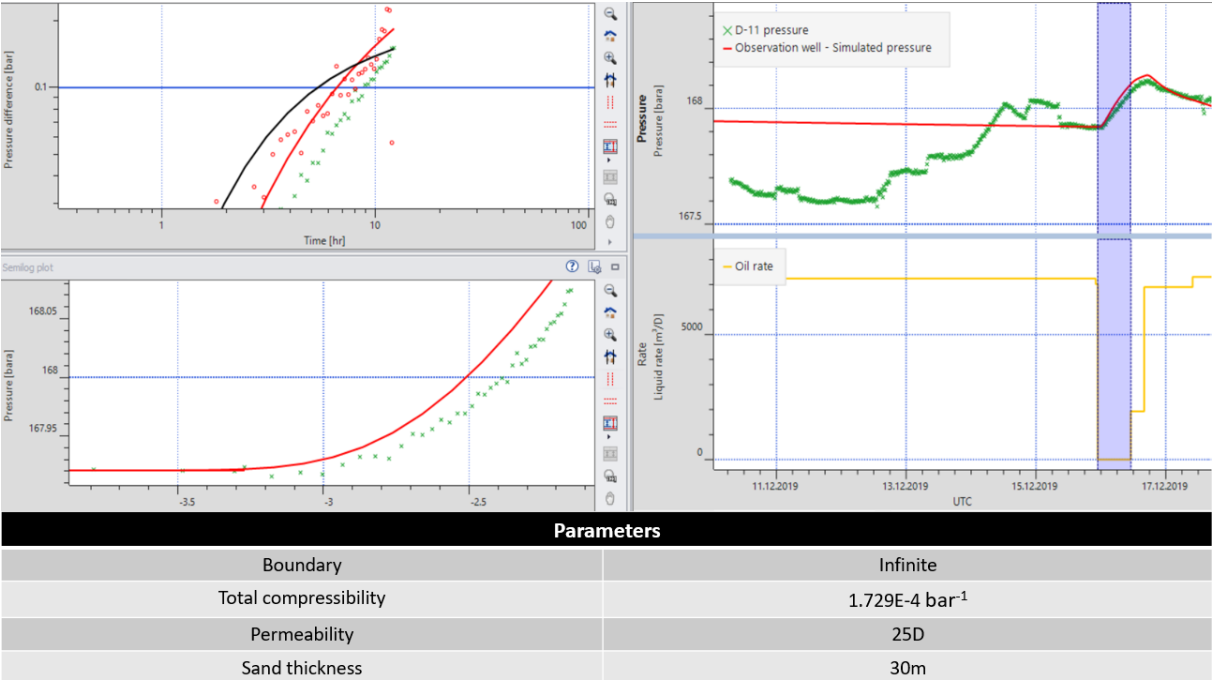 Pressure difference [bar]
0.1
1
10
100
Time [hr]
Semlog plot
Pressure [bara]
168.05
168
167.95
-3.5
-3
-2.5
D-11 pressure
Observation well - Simulated pressure
Pressure
Pressure [bara]
168
167.5
Oil rate
Rate
Liquid rate [m³/D]
5000
0
11.12.2019
13.12.2019
15.12.2019
17.12.2019
UTC
Parameters
Boundary Infinite
Total compressibility 1.729E-4 bar⁻¹
Permeability 25D
Sand thickness 30m